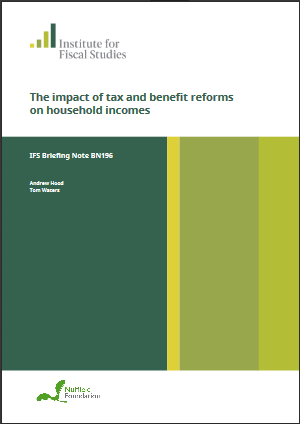 Institute for
Fiscal Studies
The impact of tax and benefit reforms
on household incomes
IFS Briefing Note BN196
Andrew Hood
Tom Waters
Nuffield
Foundation